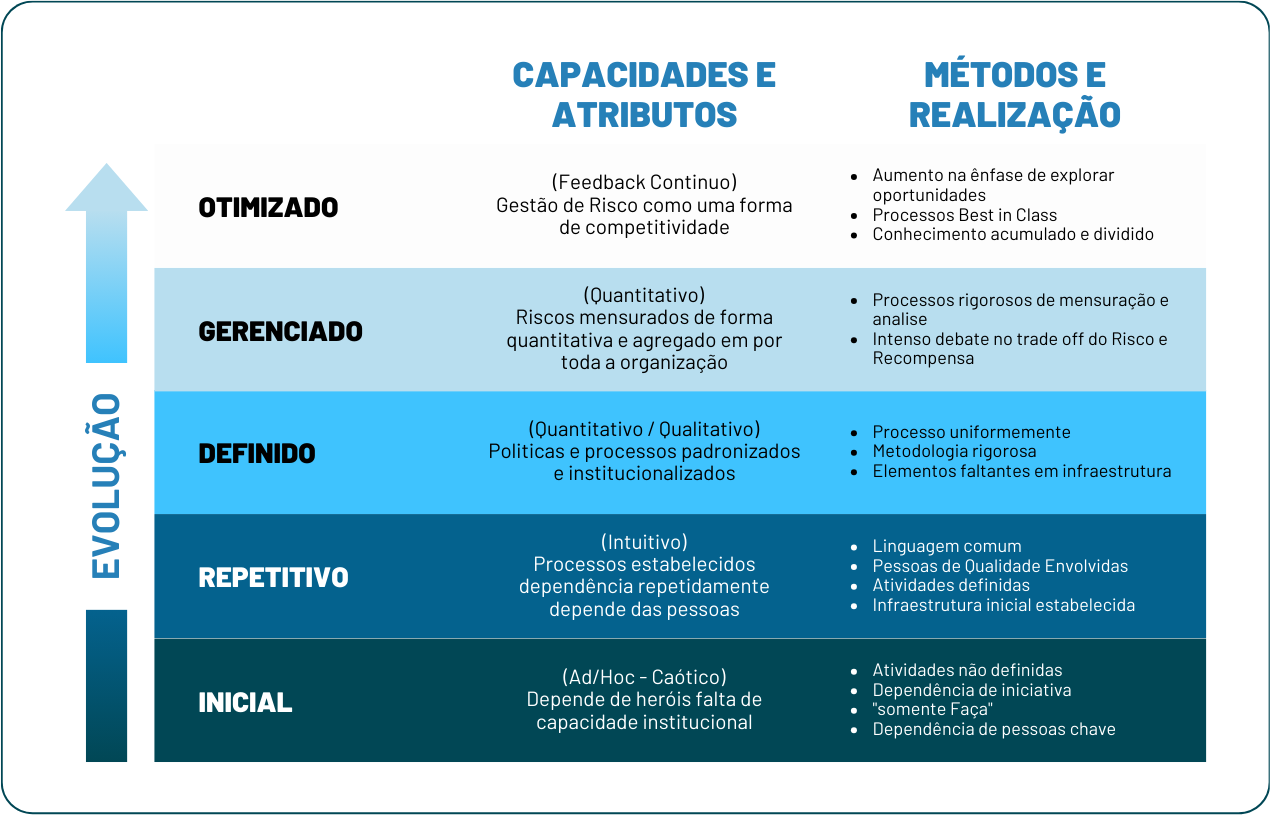 CAPACIDADES E
ATRIBUTOS
MÉTODOS E
REALIZAÇÃO
EVOLUÇÃO
OTIMIZADO
(Feedback Continuo)
Gestão de Risco como uma forma
de competitividade
• Aumento na ênfase de explorar
oportunidades
• Processos Best in Class
• Conhecimento acumulado e dividido
GERENCIADO
(Quantitativo)
Riscos mensurados de forma
quantitativa e agregado em por
toda a organização
• Processos rigorosos de mensuração e
analise
• Intenso debate no trade off do Risco e
Recompensa
DEFINIDO
(Quantitativo / Qualitativo)
Politicas e processos padronizados
e institucionalizados
• Processo uniformemente
• Metodologia rigorosa
• Elementos faltantes em infraestrutura
REPETITIVO
(Intuitivo)
Processos estabelecidos
dependência repetidamente
depende das pessoas
• Linguagem comum
• Pessoas de Qualidade Envolvidas
• Atividades definidas
• Infraestrutura inicial estabelecida
INICIAL
(Ad/Hoc - Caótico)
Depende de heróis falta de
capacidade institucional
• Atividades não definidas
• Dependência de iniciativa
• "somente Faça"
• Dependência de pessoas chave